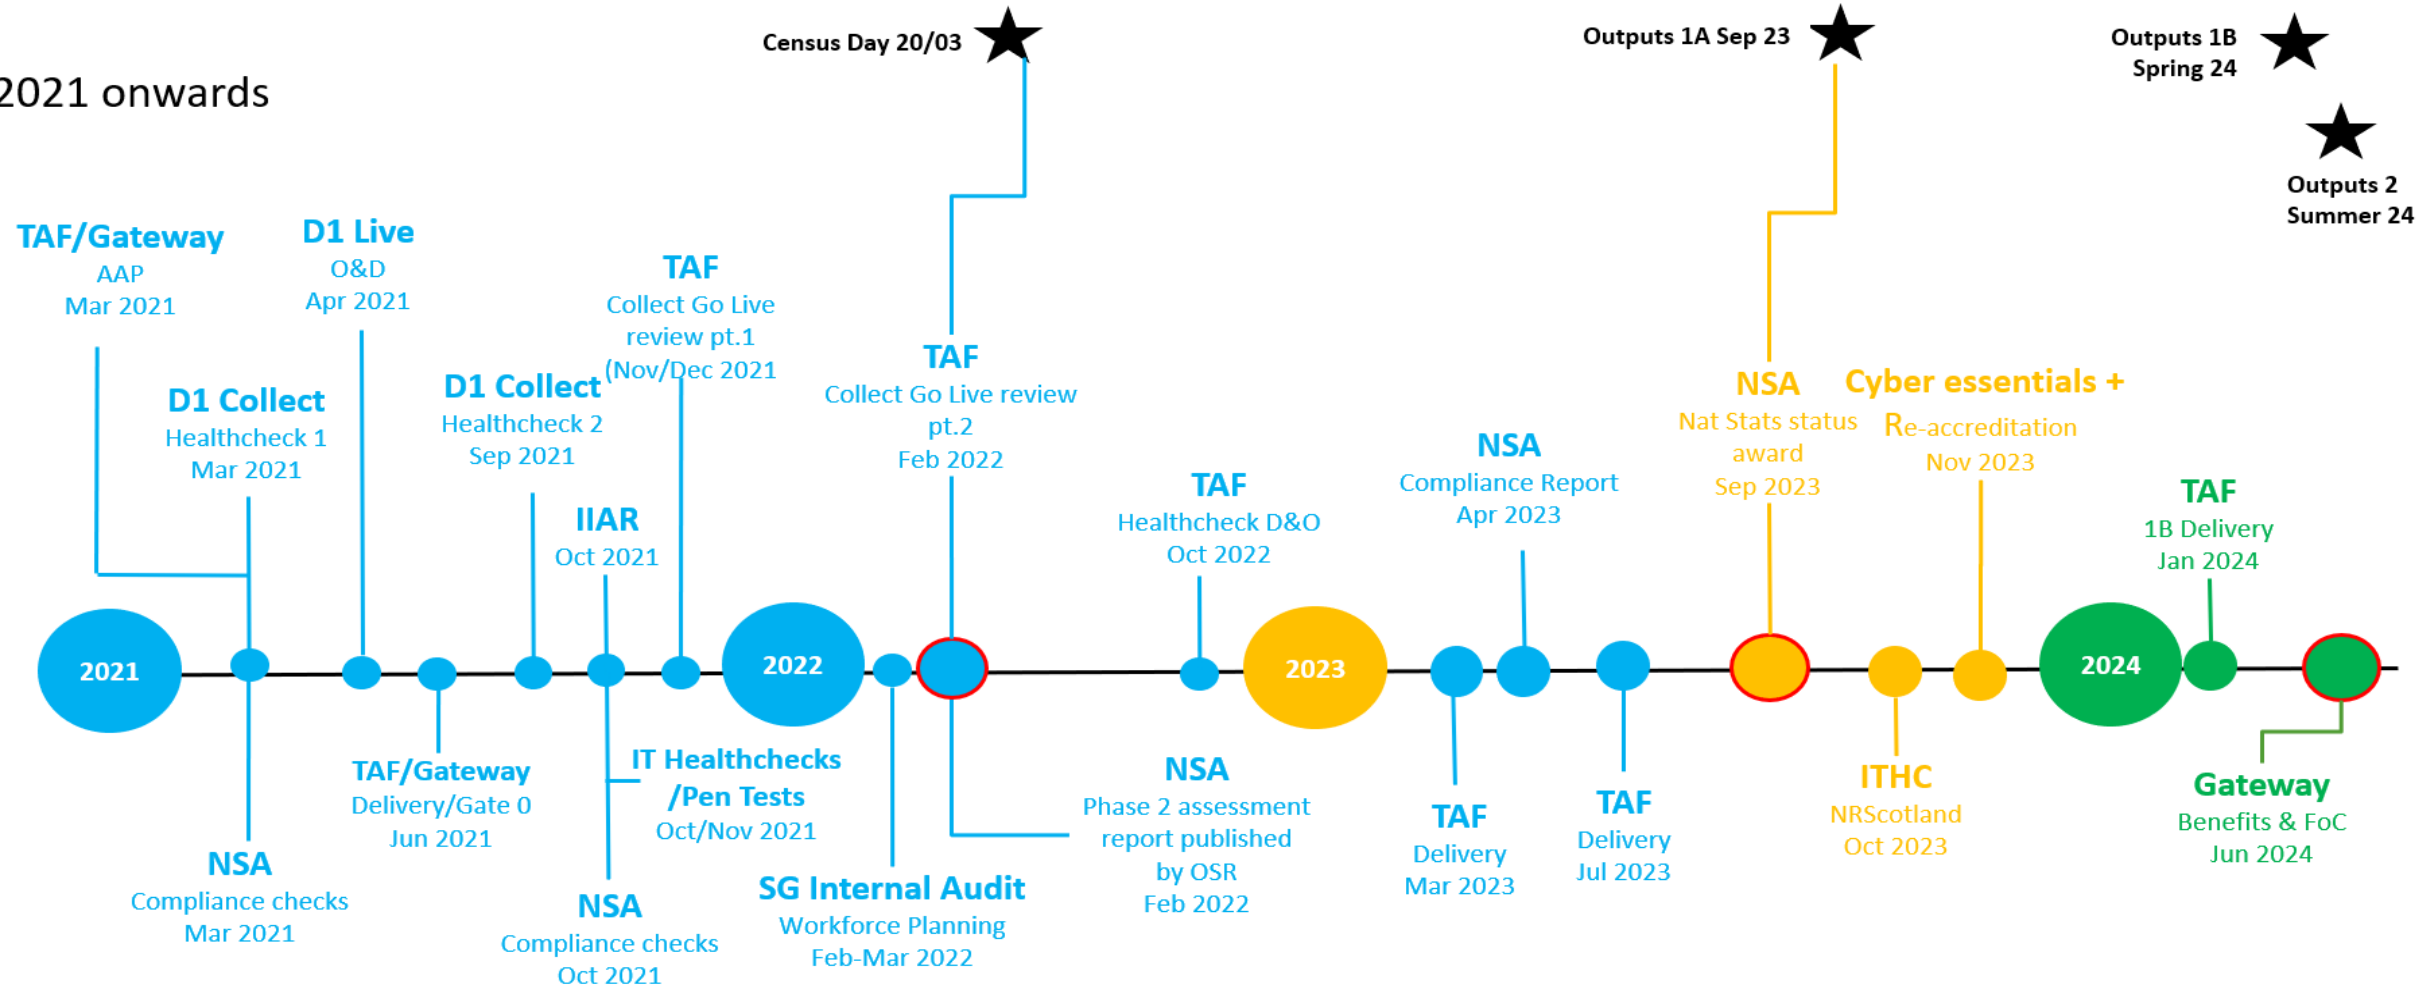 Census Day 20/03
Outputs 1A Sep 23
Outputs 1B
Spring 24
2021 onwards
Outputs 2
Summer 24
TAF/Gateway
AAP
Mar 2021
D1 Live
O&D
Apr 2021
D1 Collect
Healthcheck 1
Mar 2021
D1 Collect
Healthcheck 2
Sep 2021
IIAR
Oct 2021
TAF
Collect Go Live
review pt.1
(Nov/Dec 2021
TAF
Collect Go Live review
pt.2
Feb 2022
TAF
Healthcheck D&O
Oct 2022
NSA
Compliance Report
Apr 2023
NSA
Nat Stats status
award
Sep 2023
Cyber essentials +
Re-accreditation
Nov 2023
TAF
1B Delivery
Jan 2024
2021
2022
2023
2024
NSA
Compliance checks
Mar 2021
TAF/Gateway
Delivery/Gate 0
Jun 2021
IT Healthchecks
/Pen Tests
Oct/Nov 2021
NSA
Compliance checks
Oct 2021
SG Internal Audit
Workforce Planning
Feb-Mar 2022
NSA
Phase 2 assessment
report published
by OSR
Feb 2022
TAF
Delivery
Mar 2023
TAF
Delivery
Jul 2023
ITHC
NRScotland
Oct 2023
Gateway
Benefits & FoC
Jun 2024